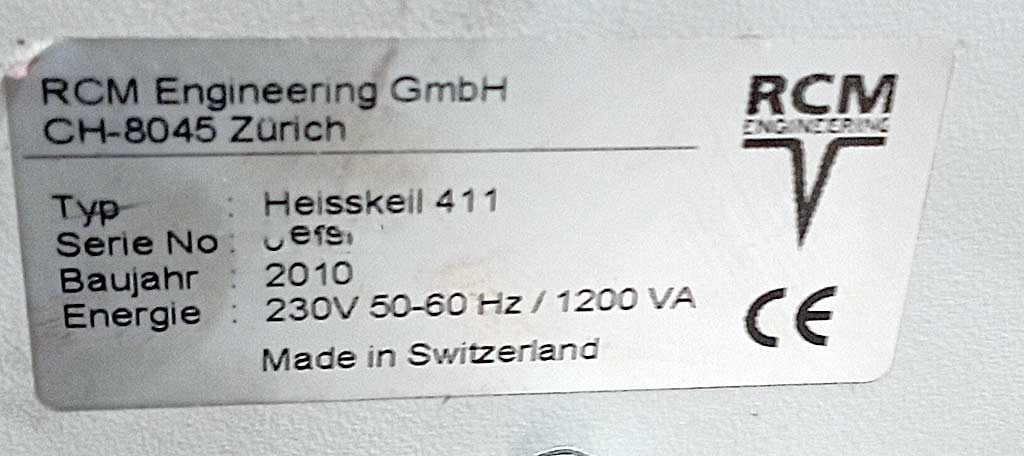 RCM Engineering GmbH
CH-8045 Zürich
RCM
ENGINEERING
Typ : Heisskeil 411
Serie No :
Baujahr : 2010
Energie : 230V 50-60 Hz / 1200 VA
Made in Switzerland
CE